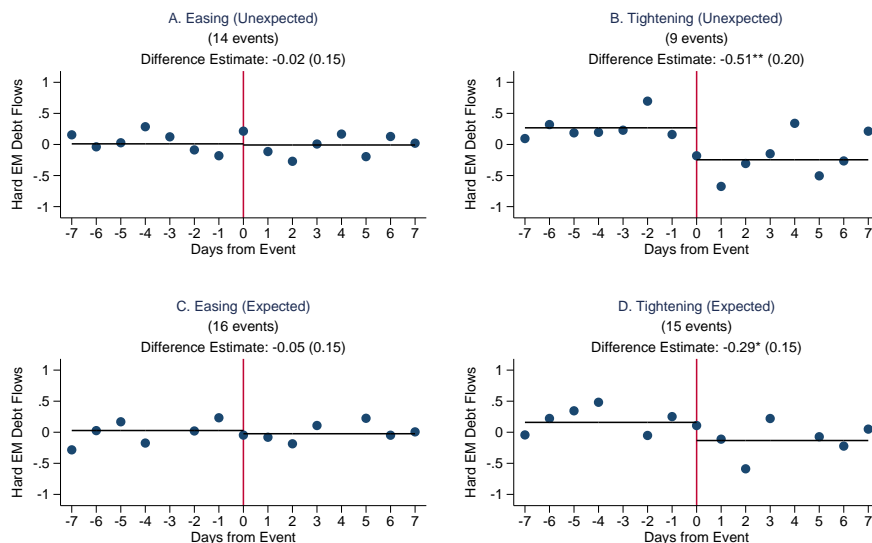 A. Easing (Unexpected)
(14 events)
Difference Estimate: -0.02 (0.15)
Hard EM Debt Flows
1
.5
0
-.5
-1
-7 -6 -5 -4 -3 -2 -1 0 1 2 3 4 5 6 7
Days from Event
B. Tightening (Unexpected)
(9 events)
Difference Estimate: -0.51** (0.20)
Hard EM Debt Flows
1
.5
0
-.5
-1
-7 -6 -5 -4 -3 -2 -1 0 1 2 3 4 5 6 7
Days from Event
C. Easing (Expected)
(16 events)
Difference Estimate: -0.05 (0.15)
Hard EM Debt Flows
1
.5
0
-.5
-1
-7 -6 -5 -4 -3 -2 -1 0 1 2 3 4 5 6 7
Days from Event
D. Tightening (Expected)
(15 events)
Difference Estimate: -0.29* (0.15)
Hard EM Debt Flows
1
.5
0
-.5
-1
-7 -6 -5 -4 -3 -2 -1 0 1 2 3 4 5 6 7
Days from Event